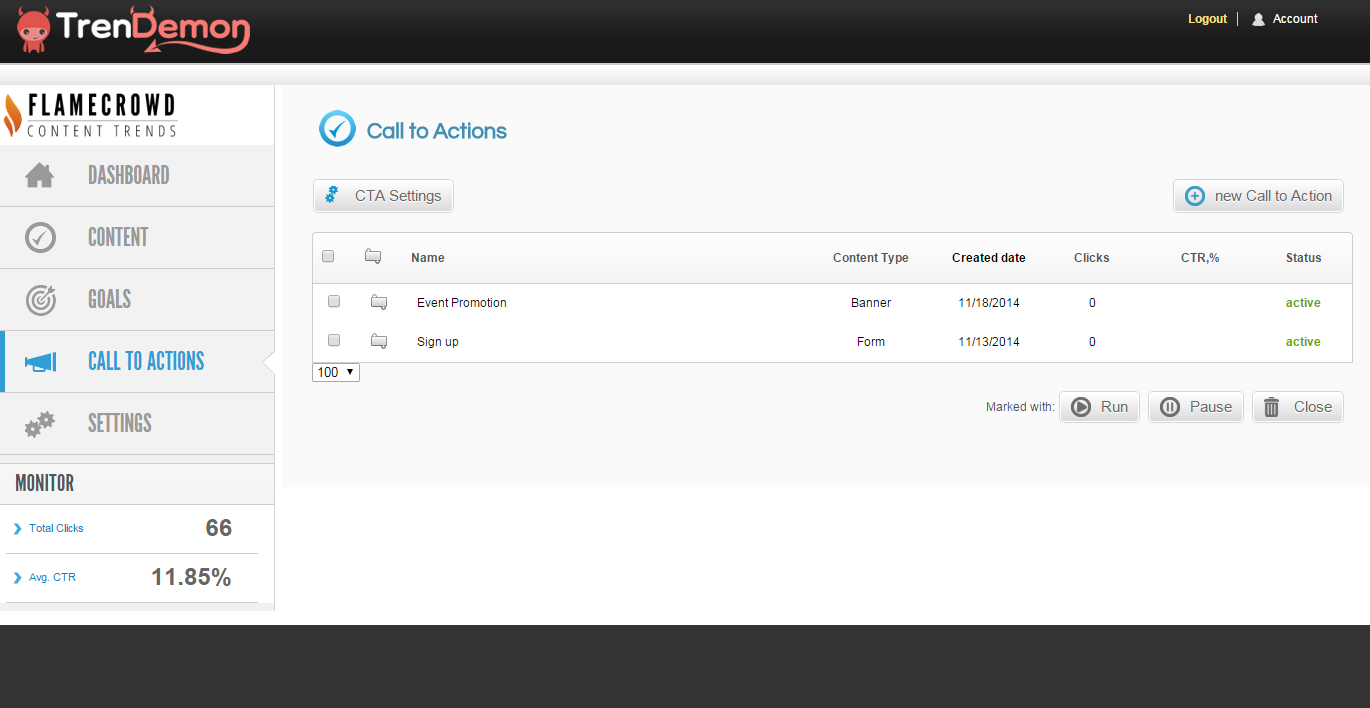 TrenDemon
Logout
Account
FLAMECROWD
CONTENT TRENDS
DASHBOARD
CONTENT
GOALS
CALL TO ACTIONS
SETTINGS
MONITOR
Total Clicks 66
Avg. CTR 11.85%
Call to Actions
CTA Settings
new Call to Action
Name Content Type Created date Clicks CTR,% Status
Event Promotion Banner 11/18/2014 0 active
Sign up Form 11/13/2014 0 active
100
Marked with: Run Pause Close